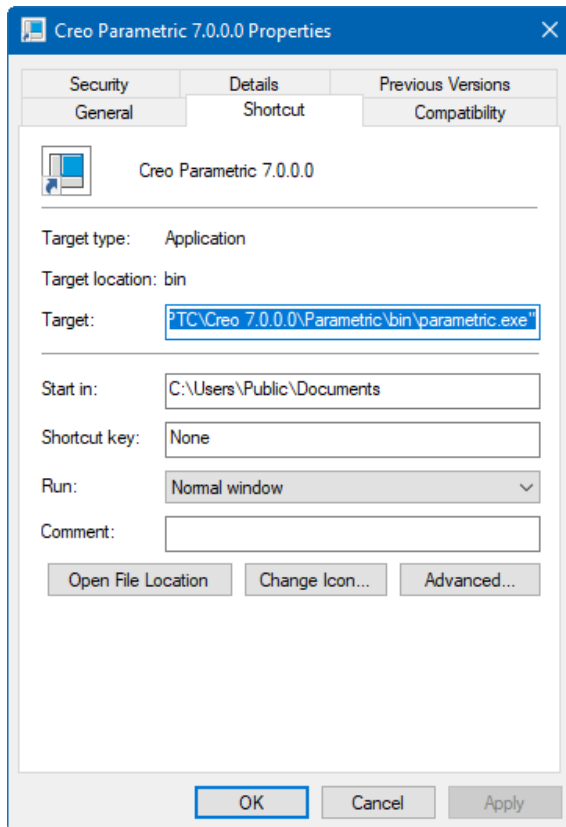 Creo Parametric 7.0.0.0 Properties
Security Details Previous Versions
General Shortcut Compatibility
Creo Parametric 7.0.0.0
Target type: Application
Target location: bin
Target: PTC\Creo 7.0.0.0\Parametric\bin\parametric.exe"
Start in: C:\Users\Public\Documents
Shortcut key: None
Run: Normal window
Comment:
Open File Location Change Icon... Advanced...
OK Cancel Apply